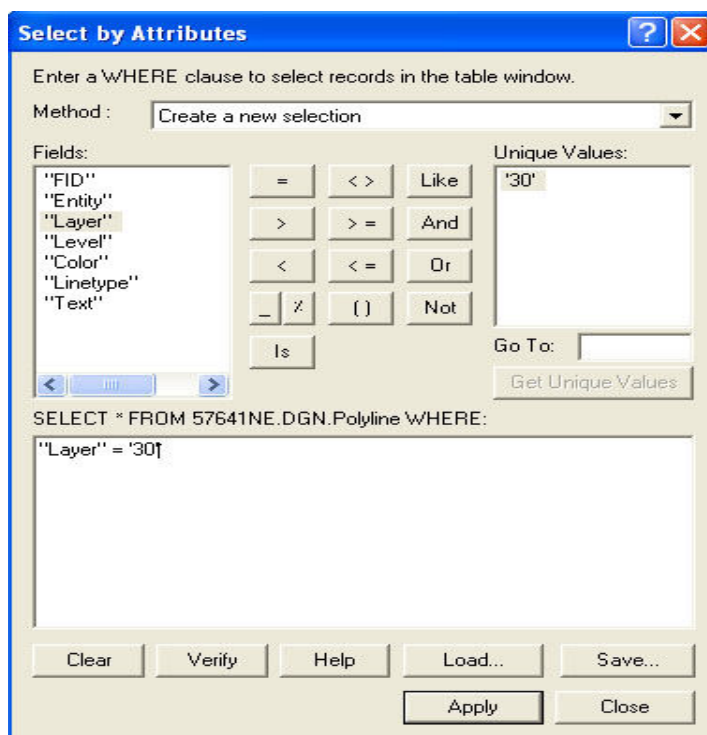 Select by Attributes
Enter a WHERE clause to select records in the table window.
Method : Create a new selection
Fields:
"FID"
"Entity"
"Layer"
"Level"
"Color"
"Linetype"
"Text"
= < > Like
> > = And
< < = Or
_ % ( ) Not
Is
Unique Values:
'30'
Go To:
Get Unique Values
SELECT * FROM 57641NE.DGN.Polyline WHERE:
"Layer" = '30'
Clear Verify Help Load... Save...
Apply Close